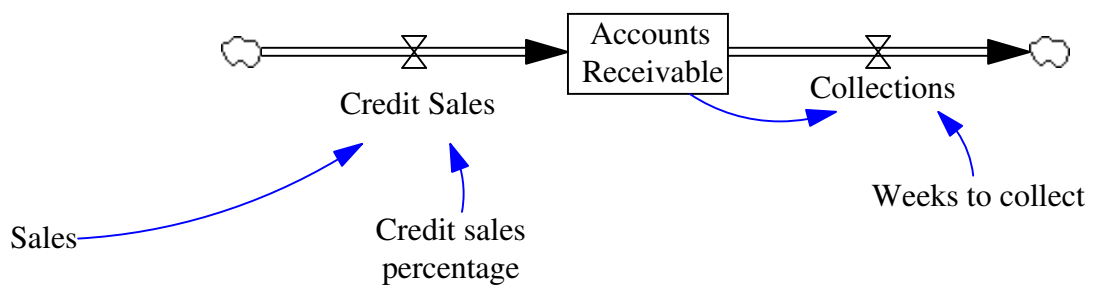 Accounts
Receivable
Collections
Credit Sales
Weeks to collect
Sales
Credit sales
percentage